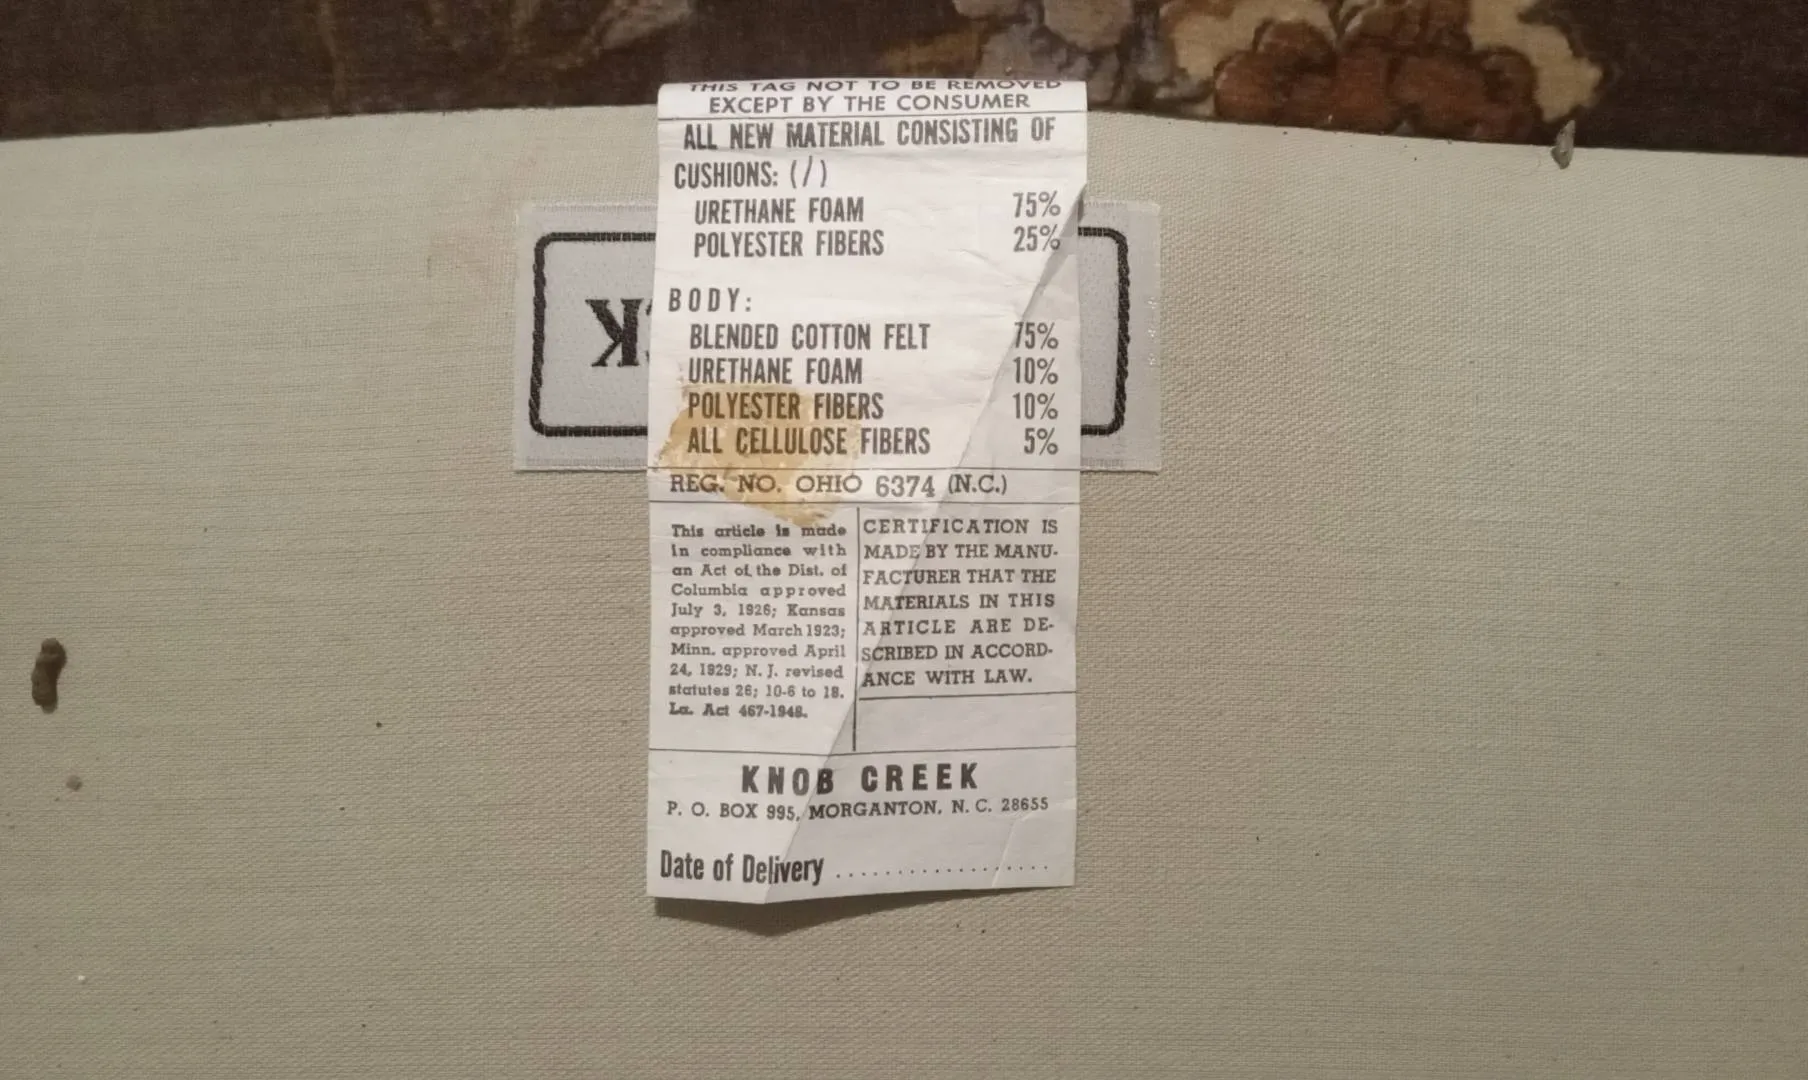 THIS TAG NOT TO BE REMOVED
EXCEPT BY THE CONSUMER
ALL NEW MATERIAL CONSISTING OF
CUSHIONS: (/)
URETHANE FOAM 75%
POLYESTER FIBERS 25%
BODY:
BLENDED COTTON FELT 75%
URETHANE FOAM 10%
POLYESTER FIBERS 10%
ALL CELLULOSE FIBERS 5%
REG. NO. OHIO 6374 (N.C.)
This article is made
in compliance with
an Act of the Dist. of
Columbia approved
July 3, 1926; Kansas
approved March 1923;
Minn. approved April
24, 1929; N. J. revised
statutes 26; 10-6 to 18.
La. Act 467-1948.
CERTIFICATION IS
MADE BY THE MANU-
FACTURER THAT THE
MATERIALS IN THIS
ARTICLE ARE DE-
SCRIBED IN ACCORD-
ANCE WITH LAW.
KNOB CREEK
P. O. BOX 995, MORGANTON, N. C. 28655
Date of Delivery ..................